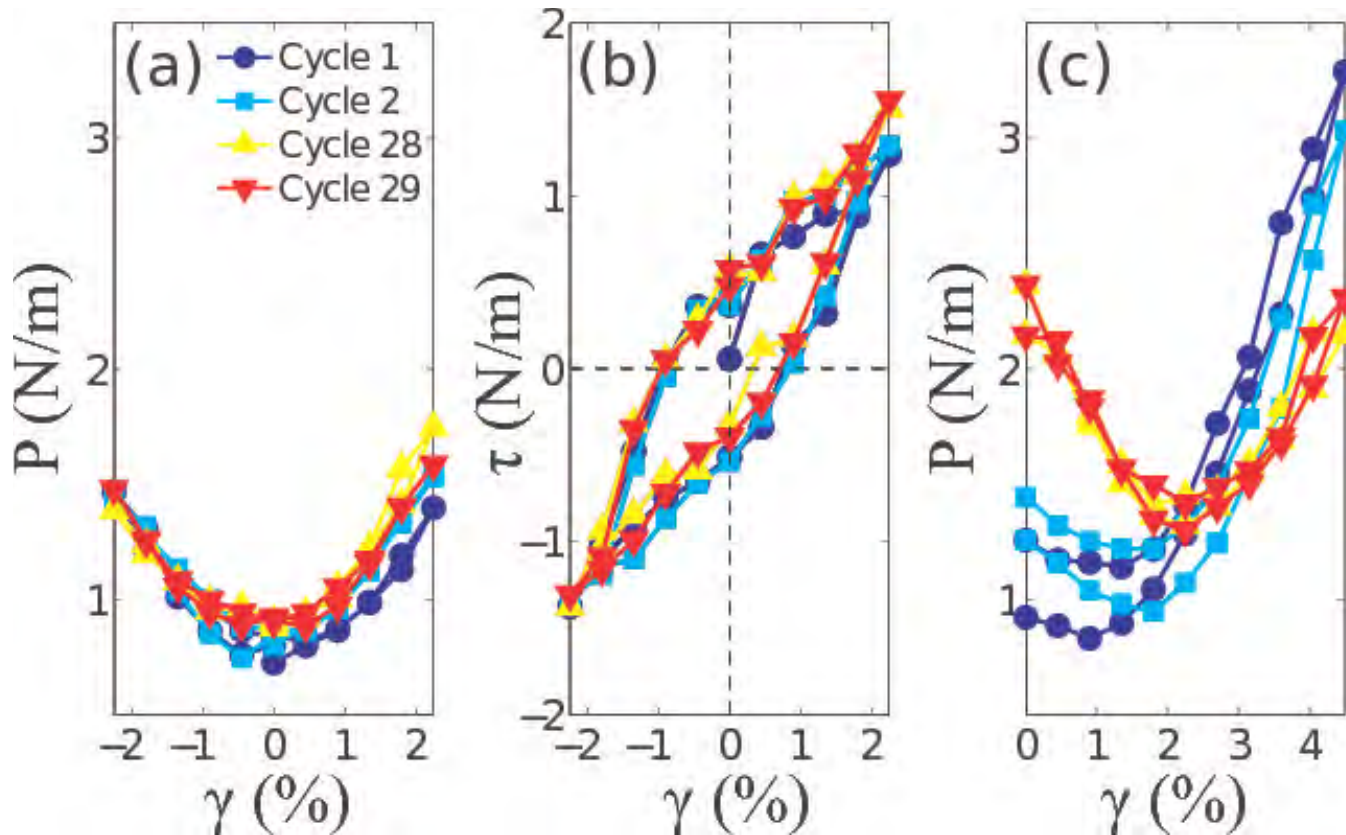 (a)
Cycle 1
Cycle 2
Cycle 28
Cycle 29
P (N/m)
3
2
1
−2 −1 0 1 2
γ (%)
(b)
τ (N/m)
2
1
0
−1
−2
−2 −1 0 1 2
γ (%)
(c)
P (N/m)
3
2
1
0 1 2 3 4
γ (%)